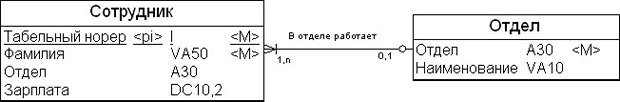 Сотрудник
Табельный норер <pi> I <M>
Фамилия VA50 <M>
Отдел A30
Зарплата DC10,2
В отделе работает
1,n 0,1
Отдел
Отдел A30 <M>
Наименование VA10